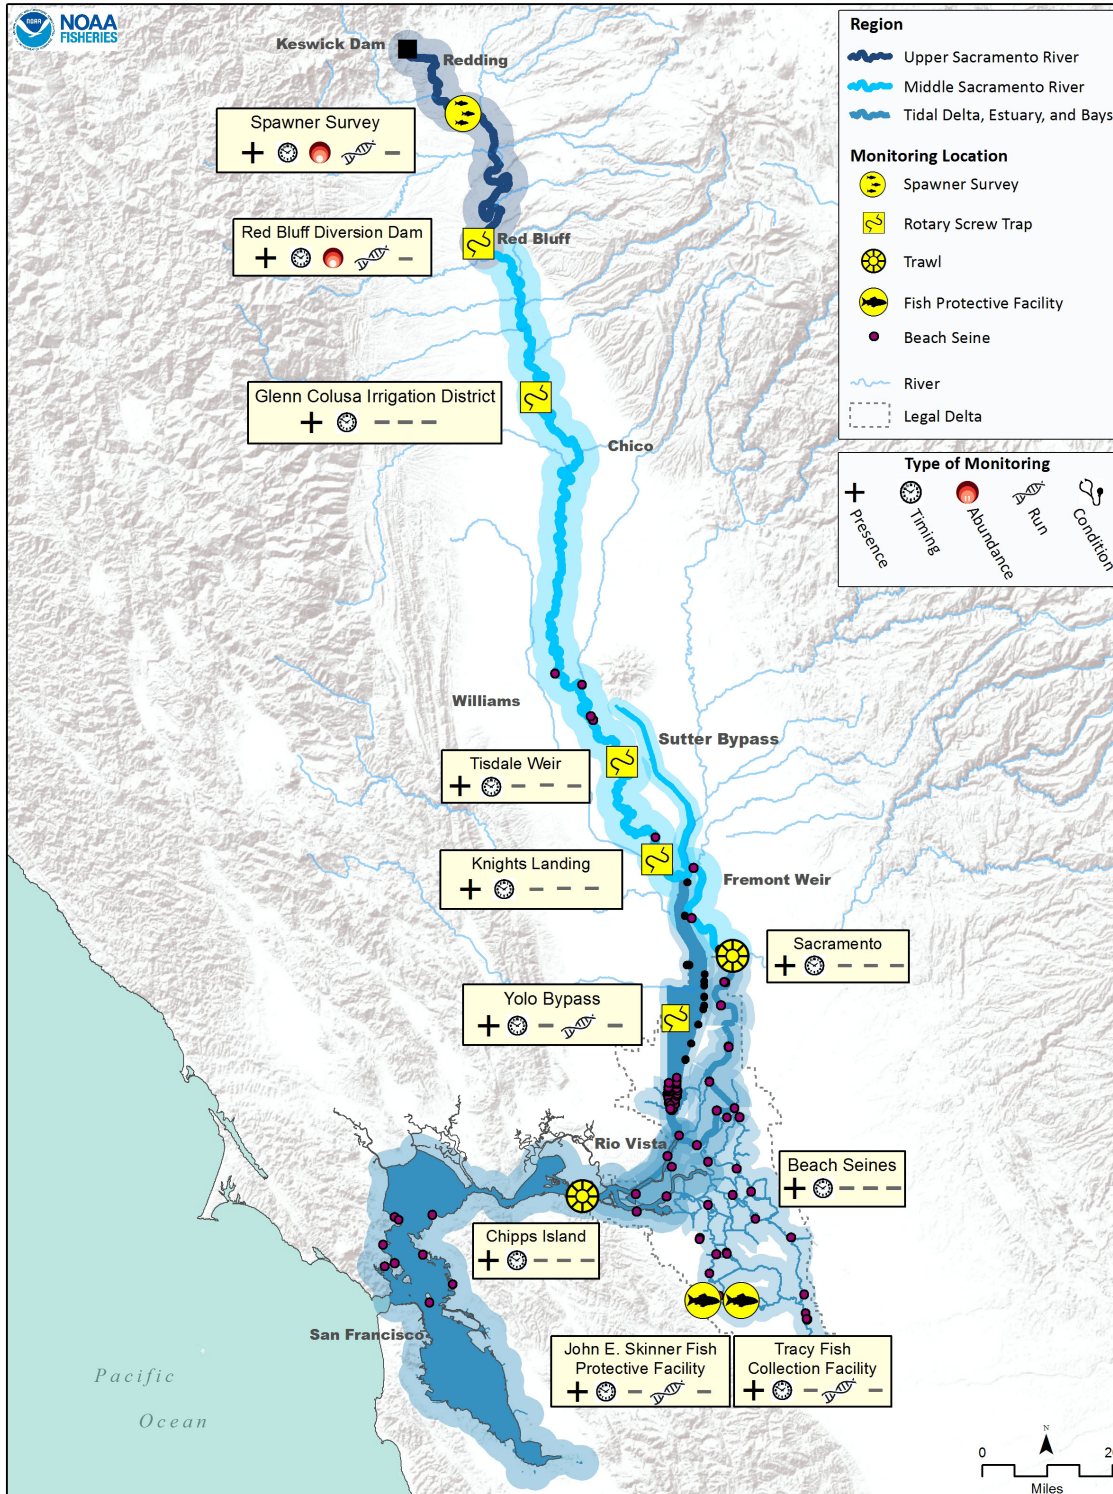 NOAA
NOAA
FISHERIES
Keswick Dam
Redding
Spawner Survey
Red Bluff Diversion Dam
Red Bluff
Glenn Colusa Irrigation District
Chico
Williams
Sutter Bypass
Tisdale Weir
Knights Landing
Fremont Weir
Sacramento
Yolo Bypass
Rio Vista
Beach Seines
Chipps Island
San Francisco
John E. Skinner Fish
Protective Facility
Tracy Fish
Collection Facility
Pacific
Ocean
Region
Upper Sacramento River
Middle Sacramento River
Tidal Delta, Estuary, and Bays
Monitoring Location
Spawner Survey
Rotary Screw Trap
Trawl
Fish Protective Facility
Beach Seine
River
Legal Delta
Type of Monitoring
Presence
Timing
Abundance
Run
Condition
N
0 20
Miles